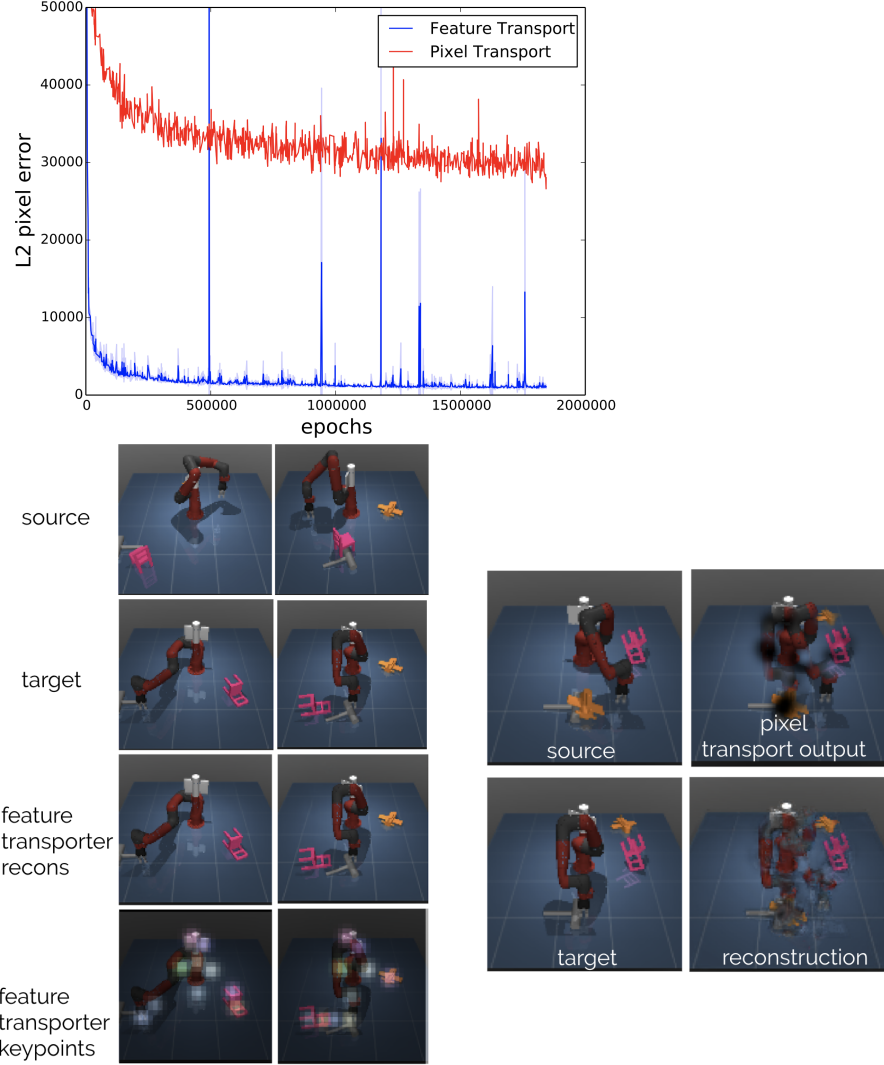 50000
40000
30000
20000
10000
0
L2 pixel error
Feature Transport
Pixel Transport
0
500000
1000000
1500000
2000000
epochs
source
target
feature
transporter
recons
feature
transporter
keypoints
source
pixel
transport output
target
reconstruction